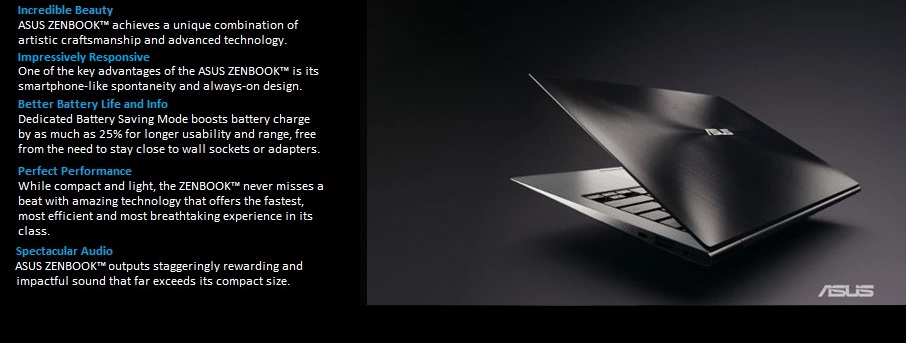 Incredible Beauty
ASUS ZENBOOK™ achieves a unique combination of
artistic craftsmanship and advanced technology.
Impressively Responsive
One of the key advantages of the ASUS ZENBOOK™ is its
smartphone-like spontaneity and always-on design.
Better Battery Life and Info
Dedicated Battery Saving Mode boosts battery charge
by as much as 25% for longer usability and range, free
from the need to stay close to wall sockets or adapters.
Perfect Performance
While compact and light, the ZENBOOK™ never misses a
beat with amazing technology that offers the fastest,
most efficient and most breathtaking experience in its
class.
Spectacular Audio
ASUS ZENBOOK™ outputs staggeringly rewarding and
impactful sound that far exceeds its compact size.
ASUS
ASUS